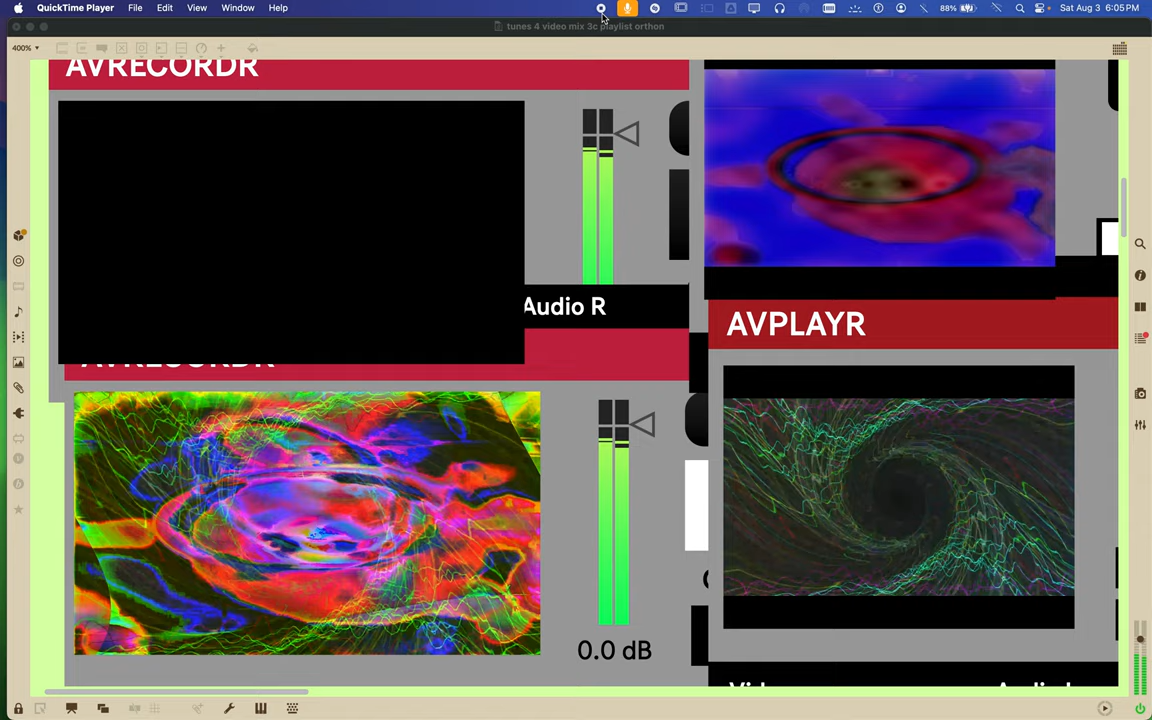 QuickTime Player File Edit View Window Help 88% Sat Aug 3 6:05 PM
tunes 4 video mix 3c playlist orthon
400%
AVRECORDR
Audio R
AVPLAYR
AVRECORDR
0.0 dB